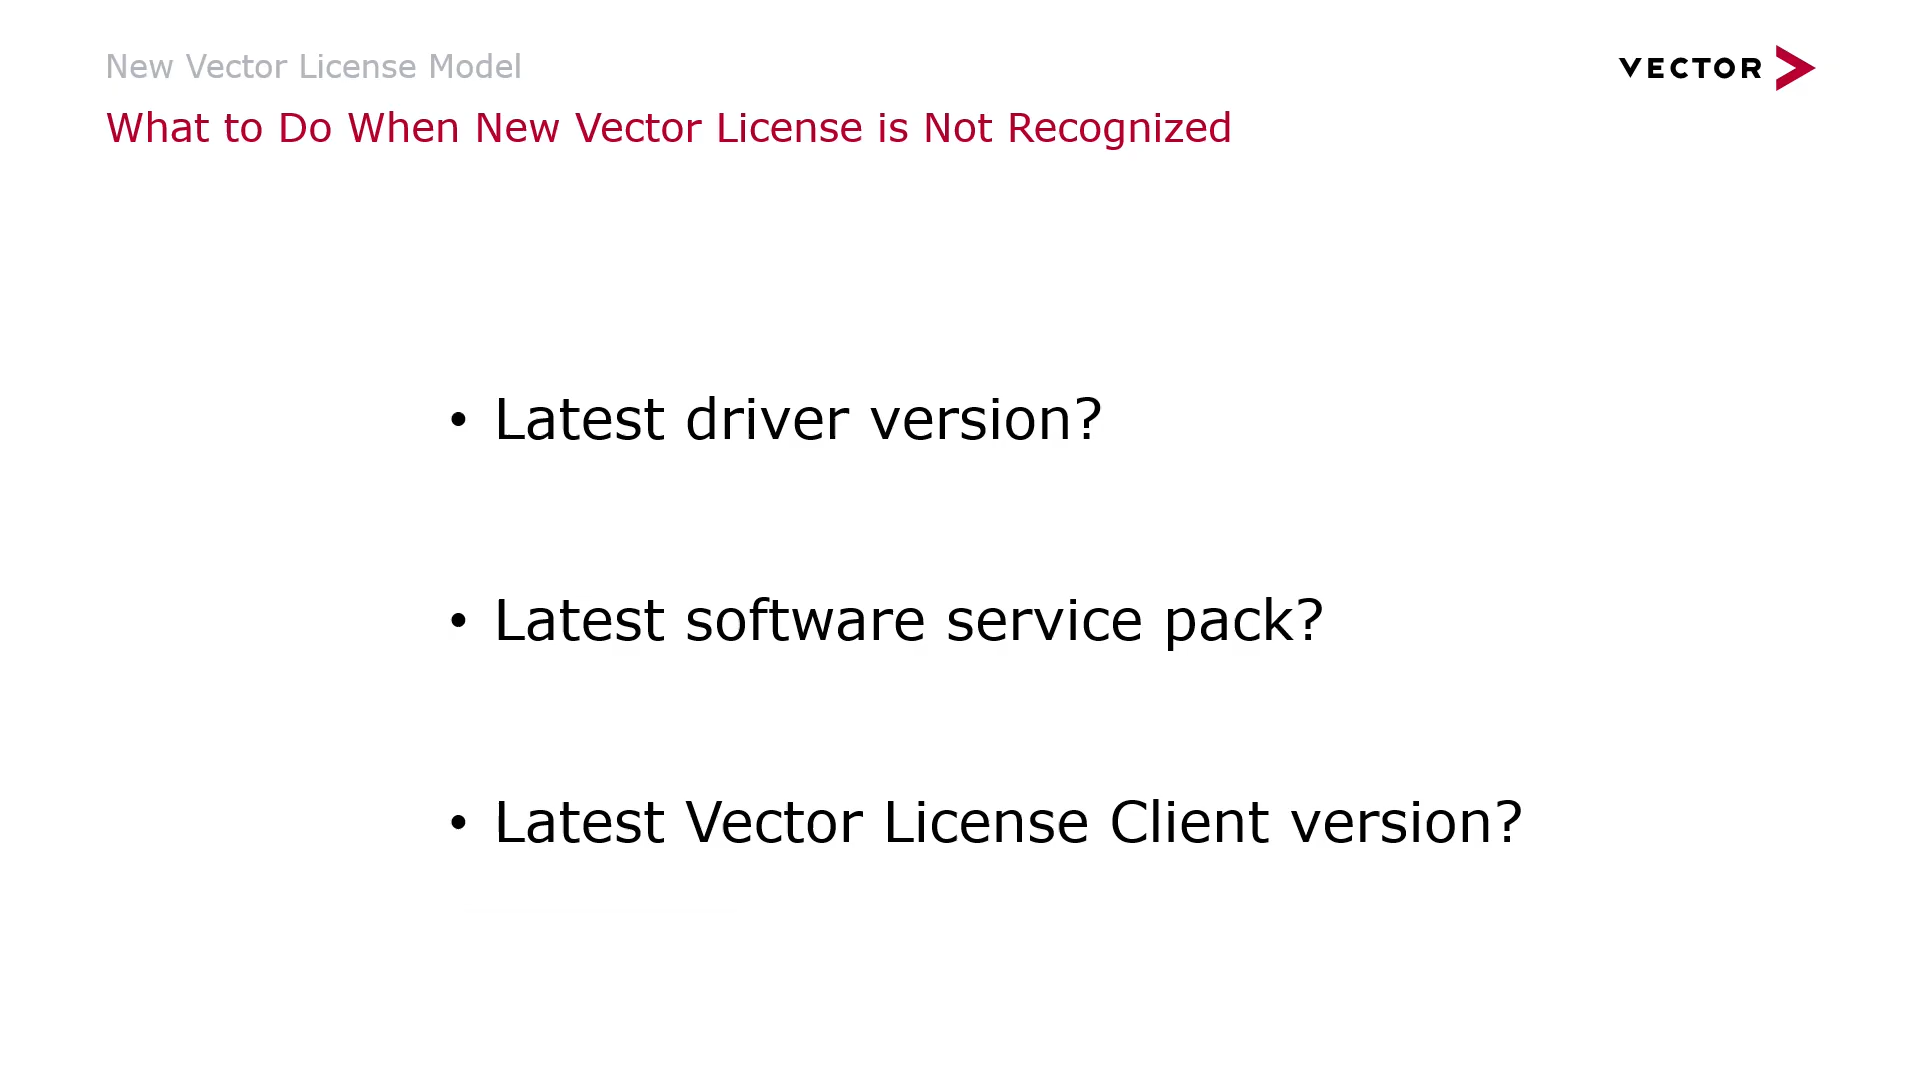 New Vector License Model
VECTOR
What to Do When New Vector License is Not Recognized
• Latest driver version?
• Latest software service pack?
• Latest Vector License Client version?